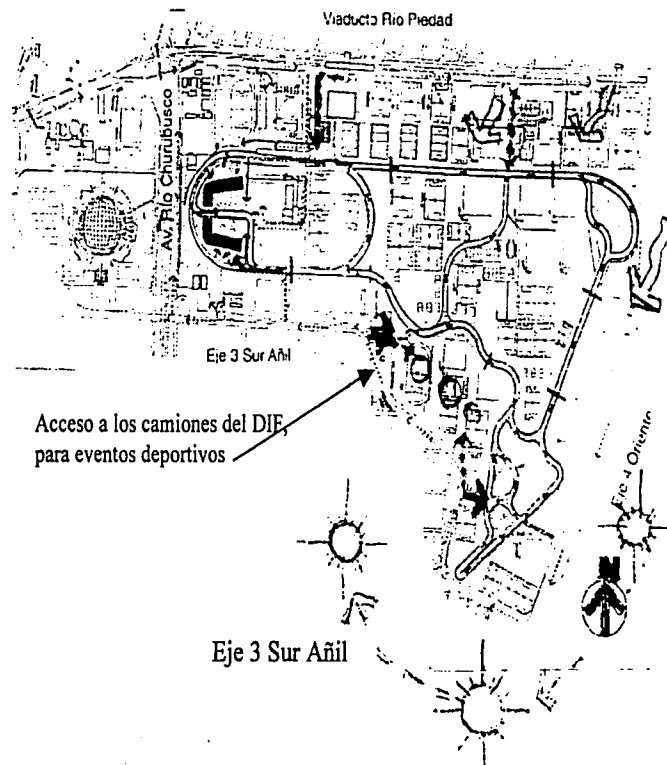 Viaducto Río Piedad
Av. Río Churubusco
Eje 3 Sur Añil
Acceso a los camiones del DIF,
para eventos deportivos
Eje 4 Oriente
N
Eje 3 Sur Añil